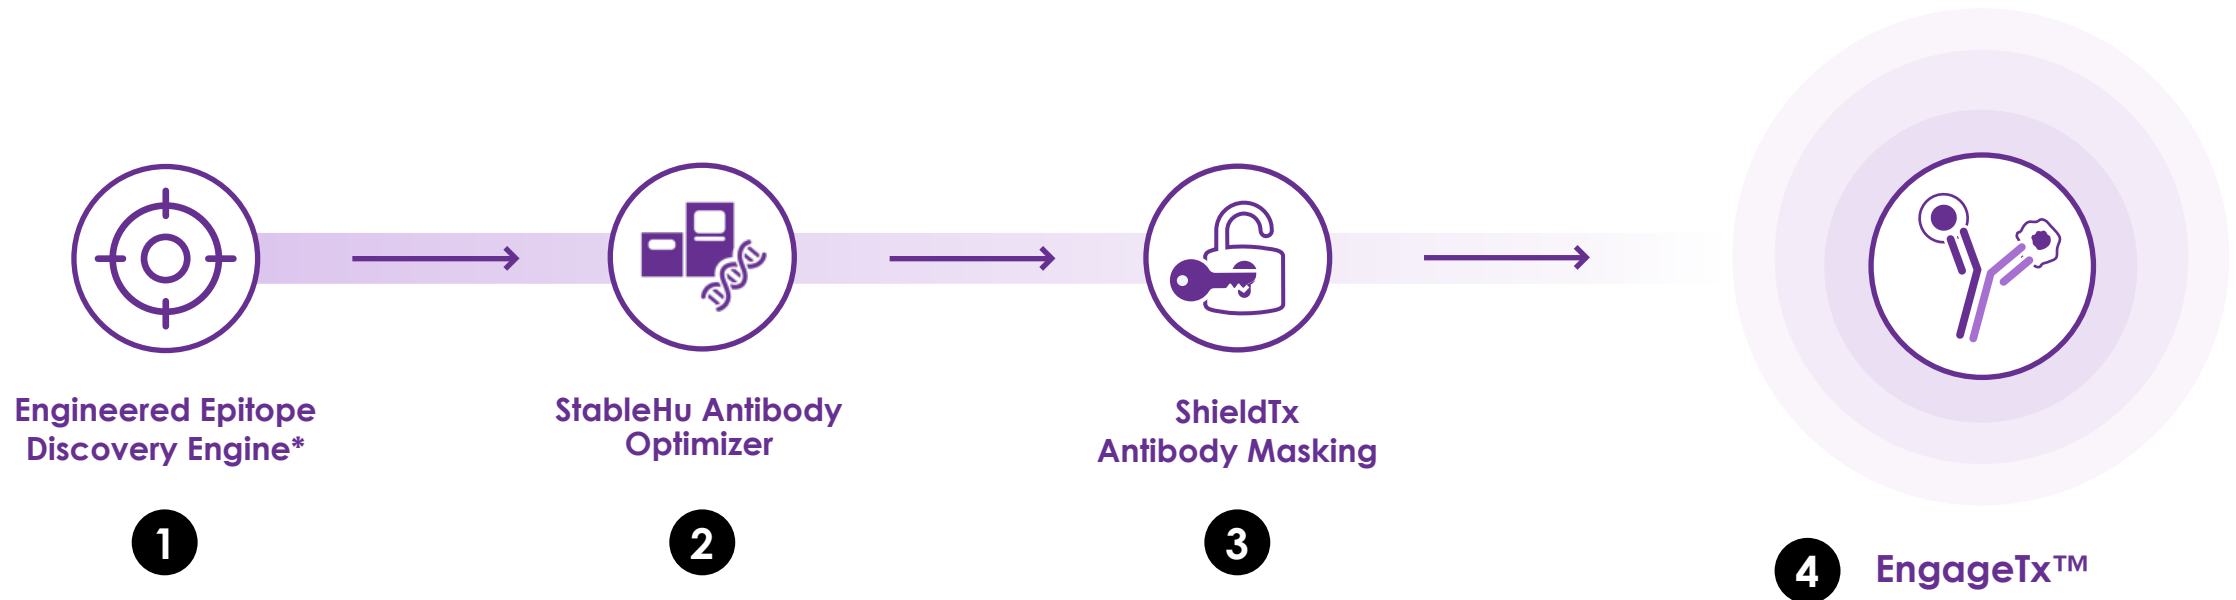 Engineered Epitope
Discovery Engine*
StableHu Antibody
Optimizer
ShieldTx
Antibody Masking
1
2
3
4 EngageTx™